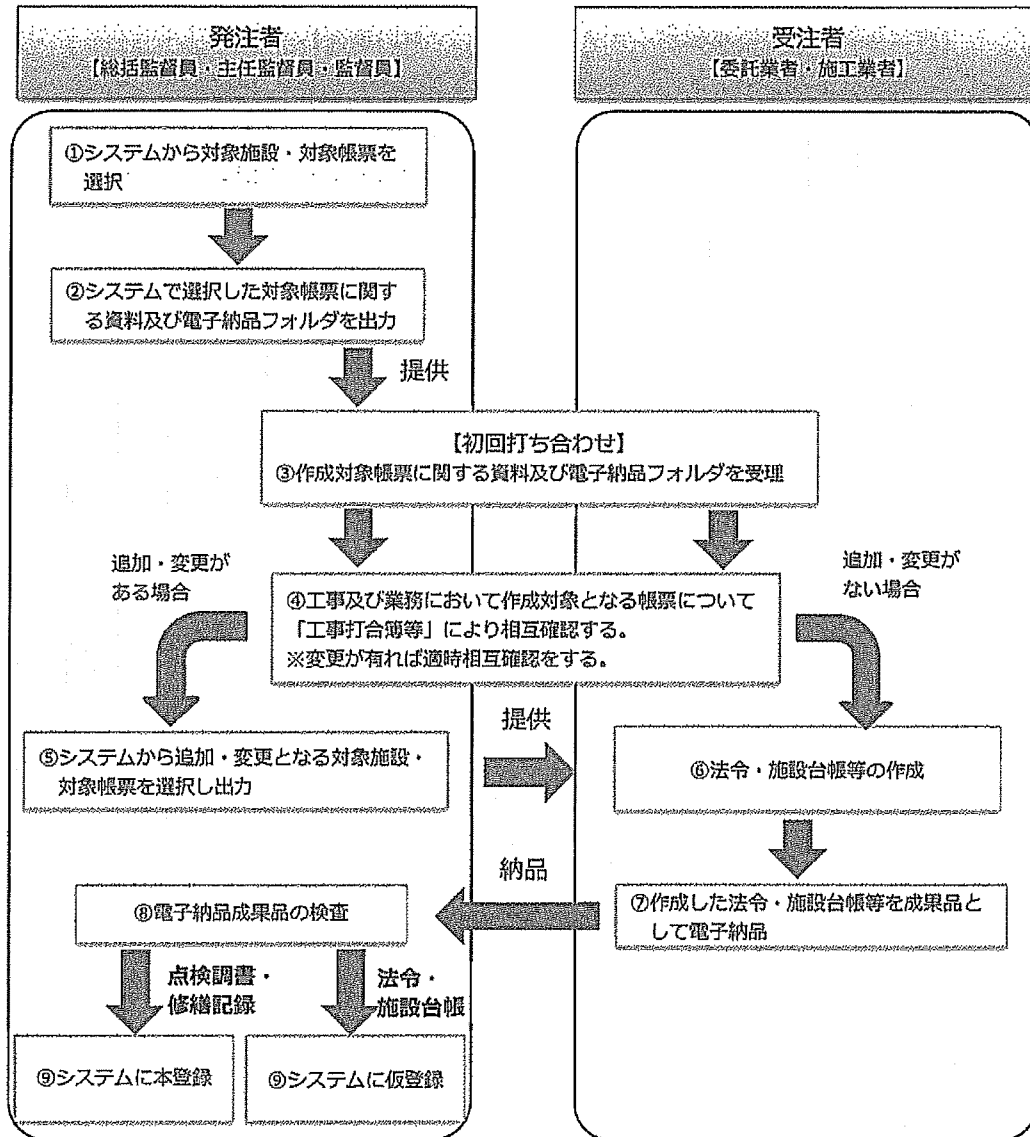 発注者
【総括監督員・主任監督員・監督員】
受注者
【委託業者・施工業者】
①システムから対象施設・対象帳票を
選択
②システムで選択した対象帳票に関す
る資料及び電子納品フォルダを出力
提供
【初回打ち合わせ】
③作成対象帳票に関する資料及び電子納品フォルダを受理
追加・変更が
ある場合
追加・変更が
ない場合
④工事及び業務において作成対象となる帳票について
「工事打合簿等」により相互確認する。
※変更が有れば適時相互確認をする。
提供
⑤システムから追加・変更となる対象施設・
対象帳票を選択し出力
⑥法令・施設台帳等の作成
納品
⑧電子納品成果品の検査
⑦作成した法令・施設台帳等を成果品と
して電子納品
点検調書・
修繕記録
法令・
施設台帳
⑨システムに本登録
⑨システムに仮登録